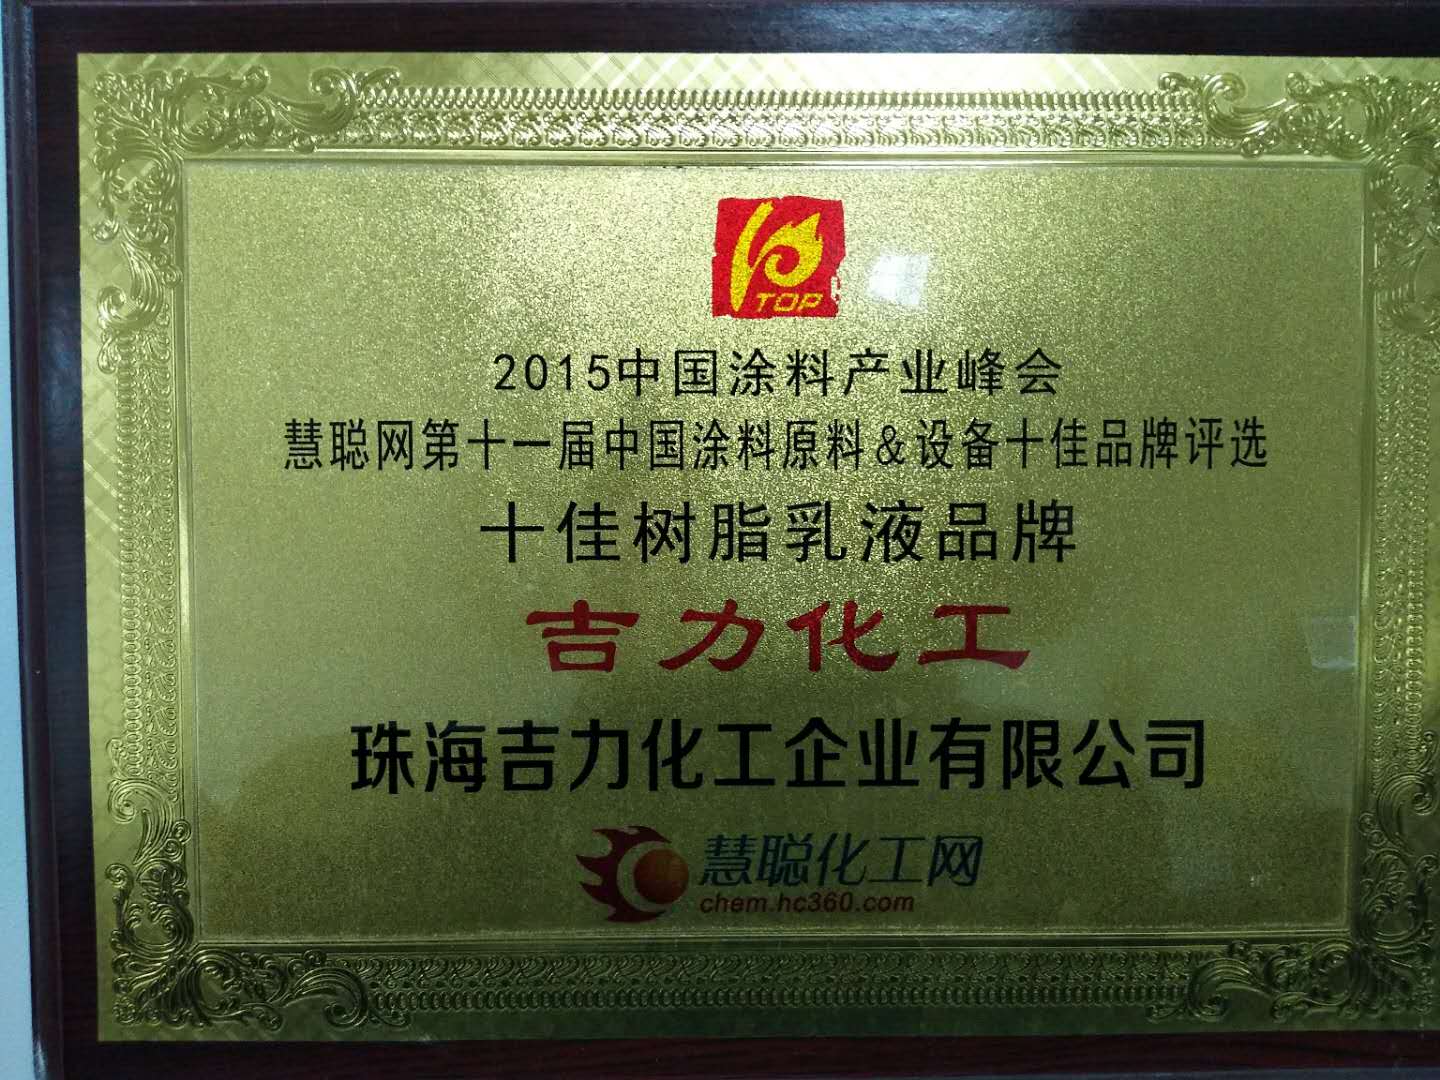 TOP
2015中国涂料产业峰会
慧聪网第十一届中国涂料原料&设备十佳品牌评选
十佳树脂乳液品牌
吉力化工
珠海吉力化工企业有限公司
慧聪化工网
chem.hc360.com